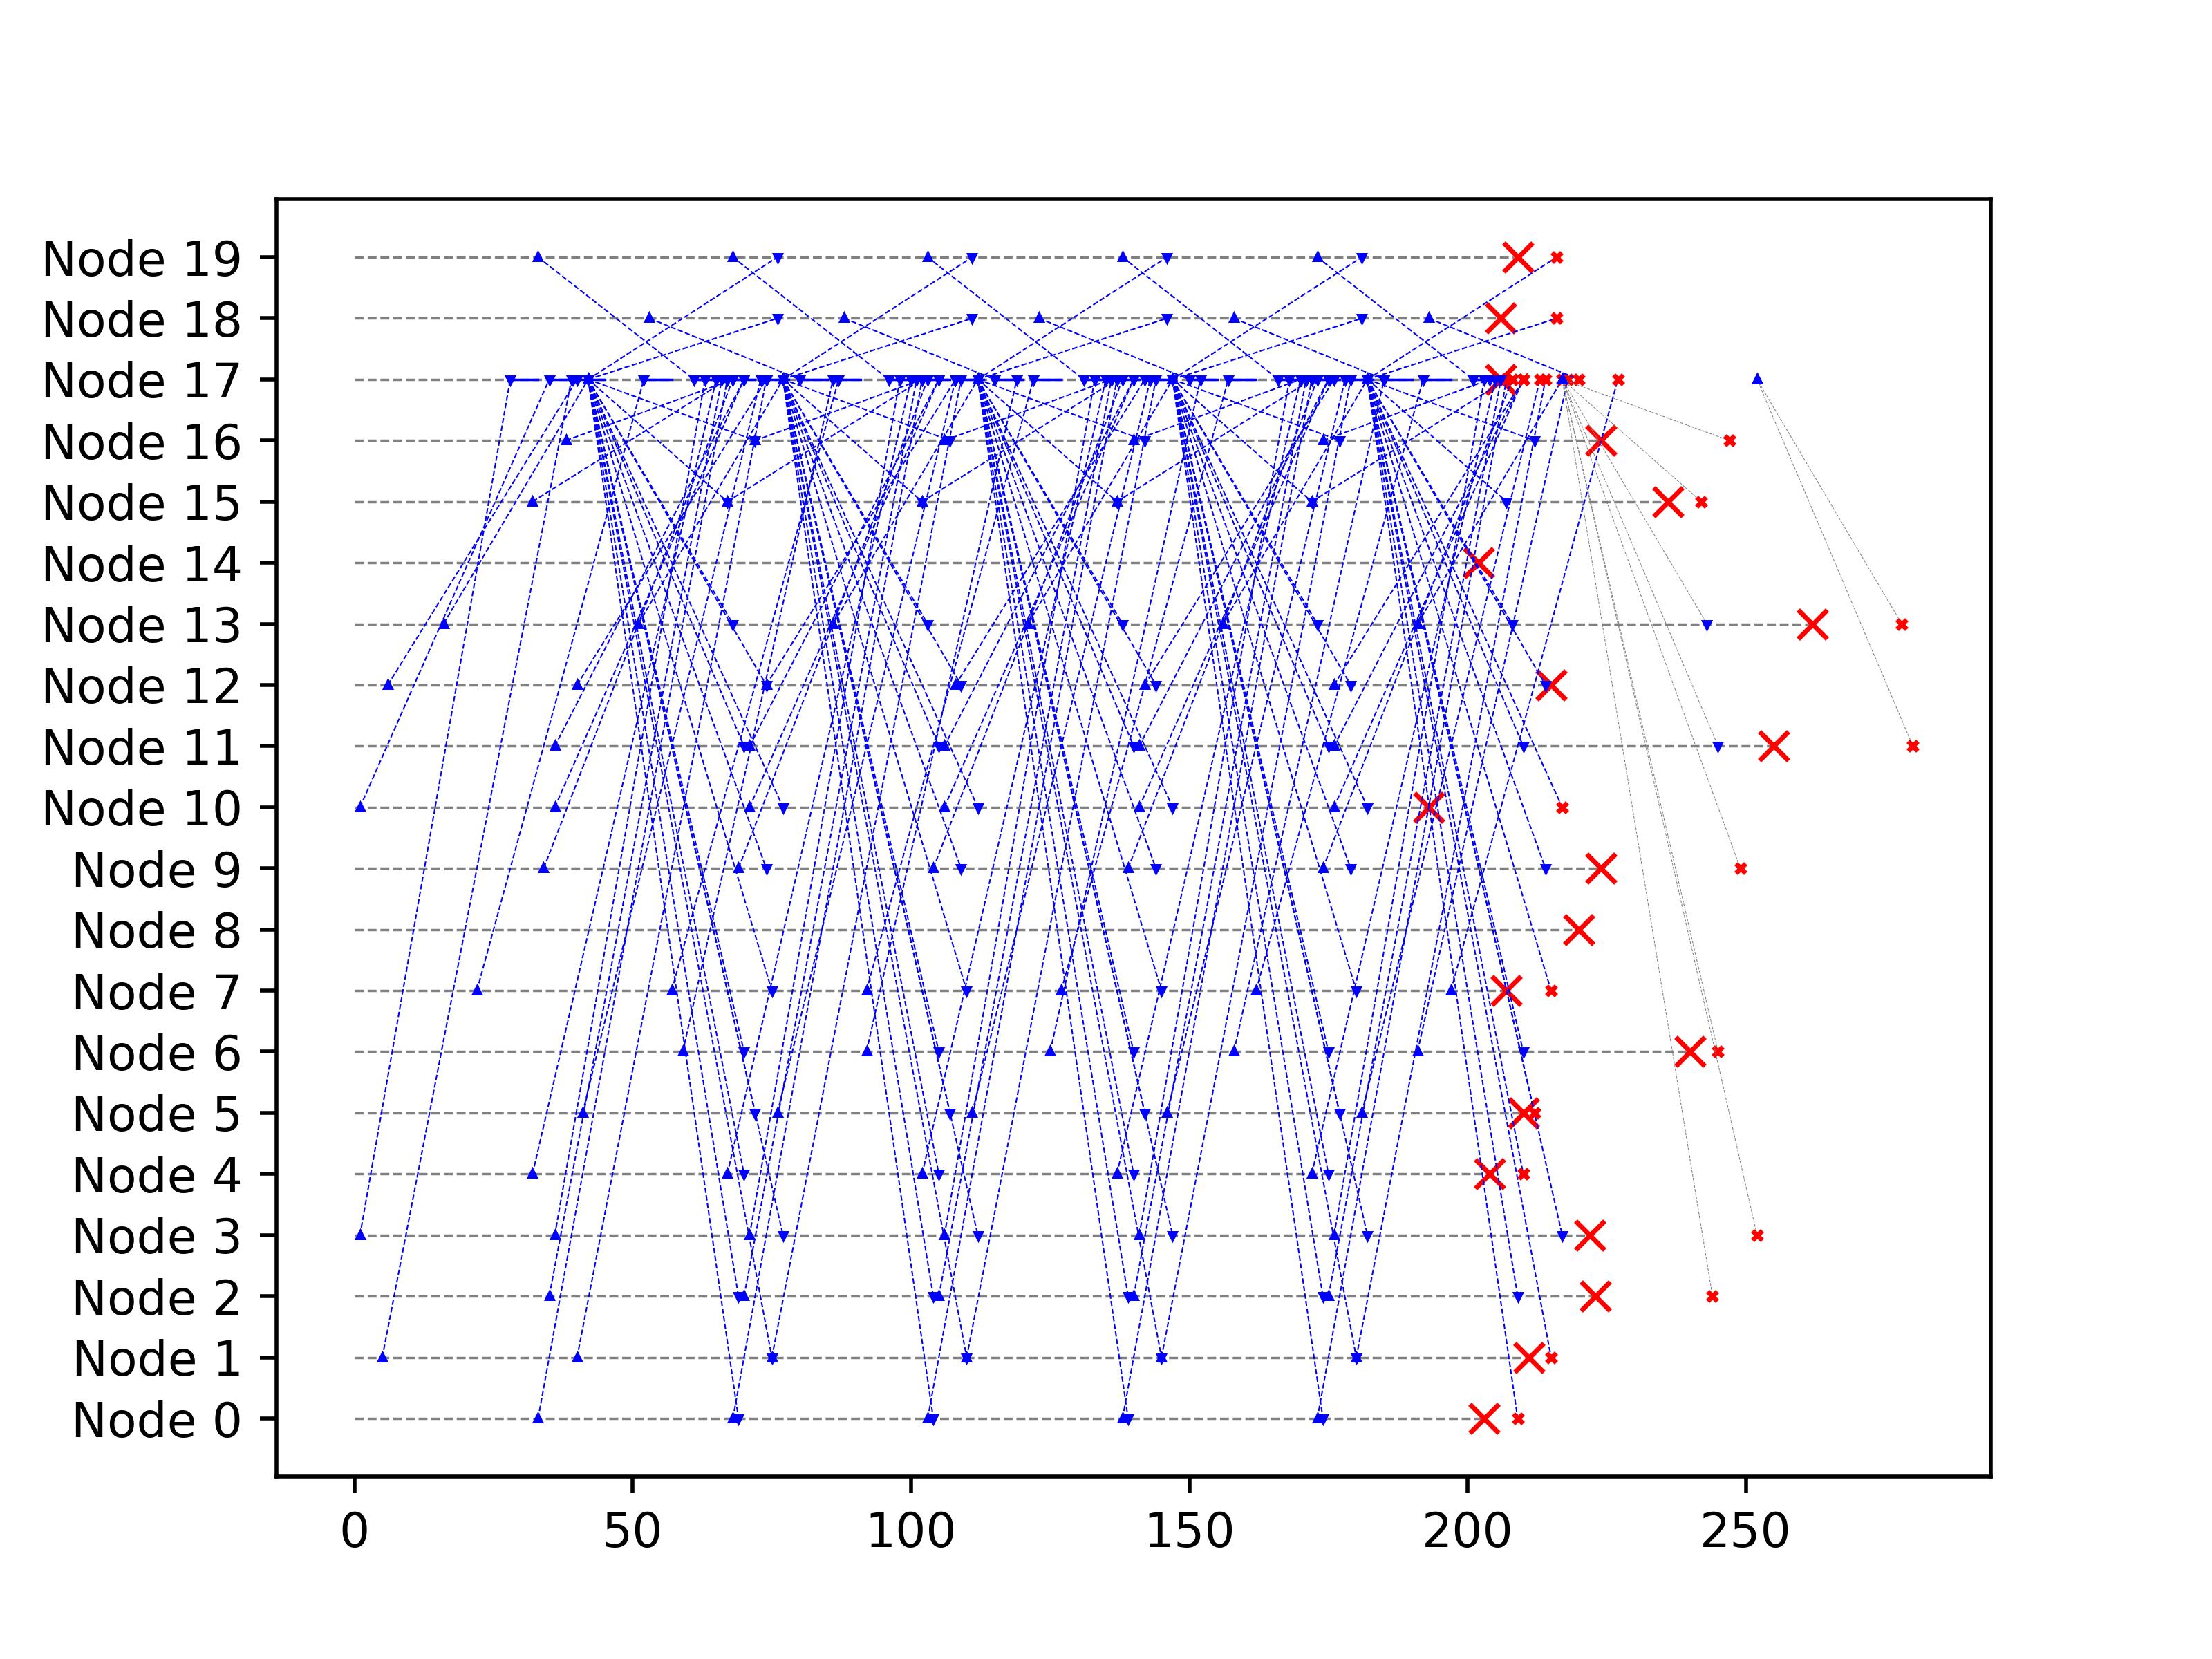 Node 19
Node 18
Node 17
Node 16
Node 15
Node 14
Node 13
Node 12
Node 11
Node 10
Node 9
Node 8
Node 7
Node 6
Node 5
Node 4
Node 3
Node 2
Node 1
Node 0
0 50 100 150 200 250